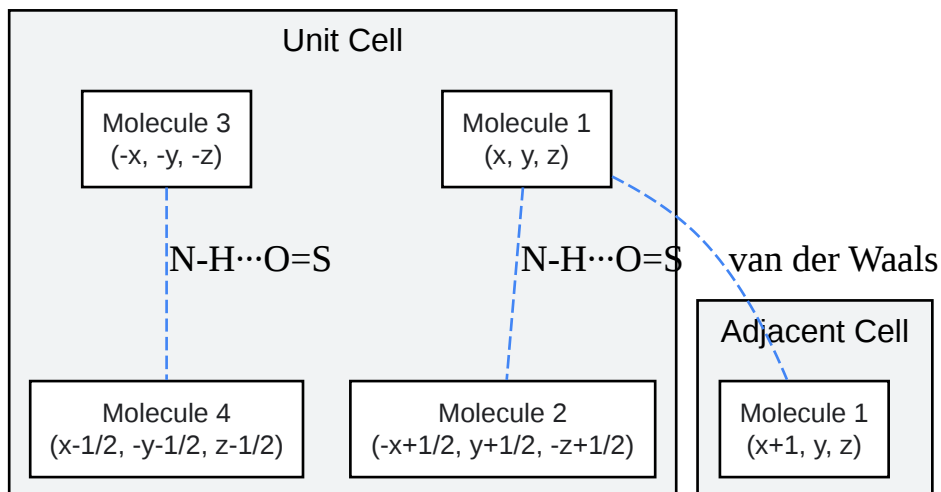 Unit Cell
Molecule 3
(-x, -y, -z)
Molecule 1
(x, y, z)
N-H···O=S
N-H···O=S
van der Waals
Adjacent Cell
Molecule 4
(x-1/2, -y-1/2, z-1/2)
Molecule 2
(-x+1/2, y+1/2, -z+1/2)
Molecule 1
(x+1, y, z)